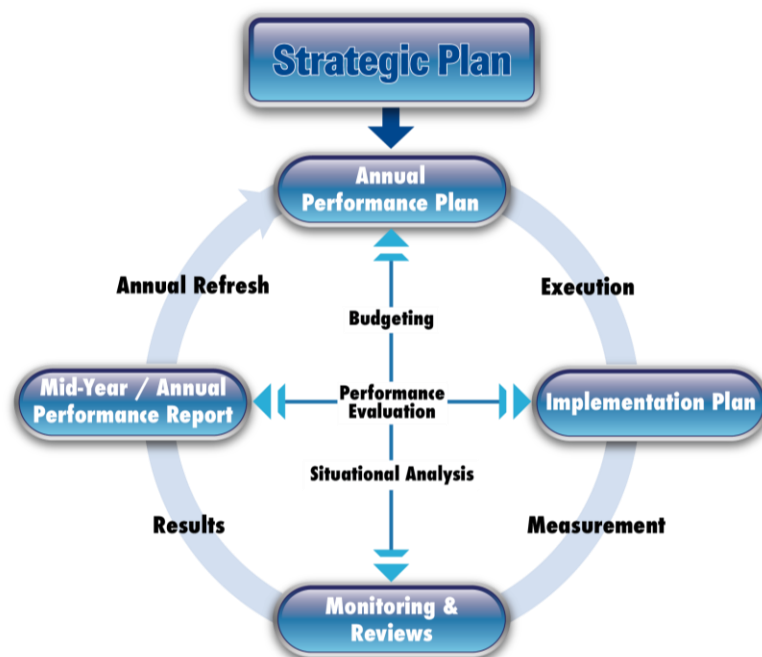 Strategic Plan
Annual
Performance Plan
Annual Refresh
Execution
Budgeting
Mid-Year / Annual
Performance Report
Performance
Evaluation
Implementation Plan
Situational Analysis
Results
Measurement
Monitoring &
Reviews